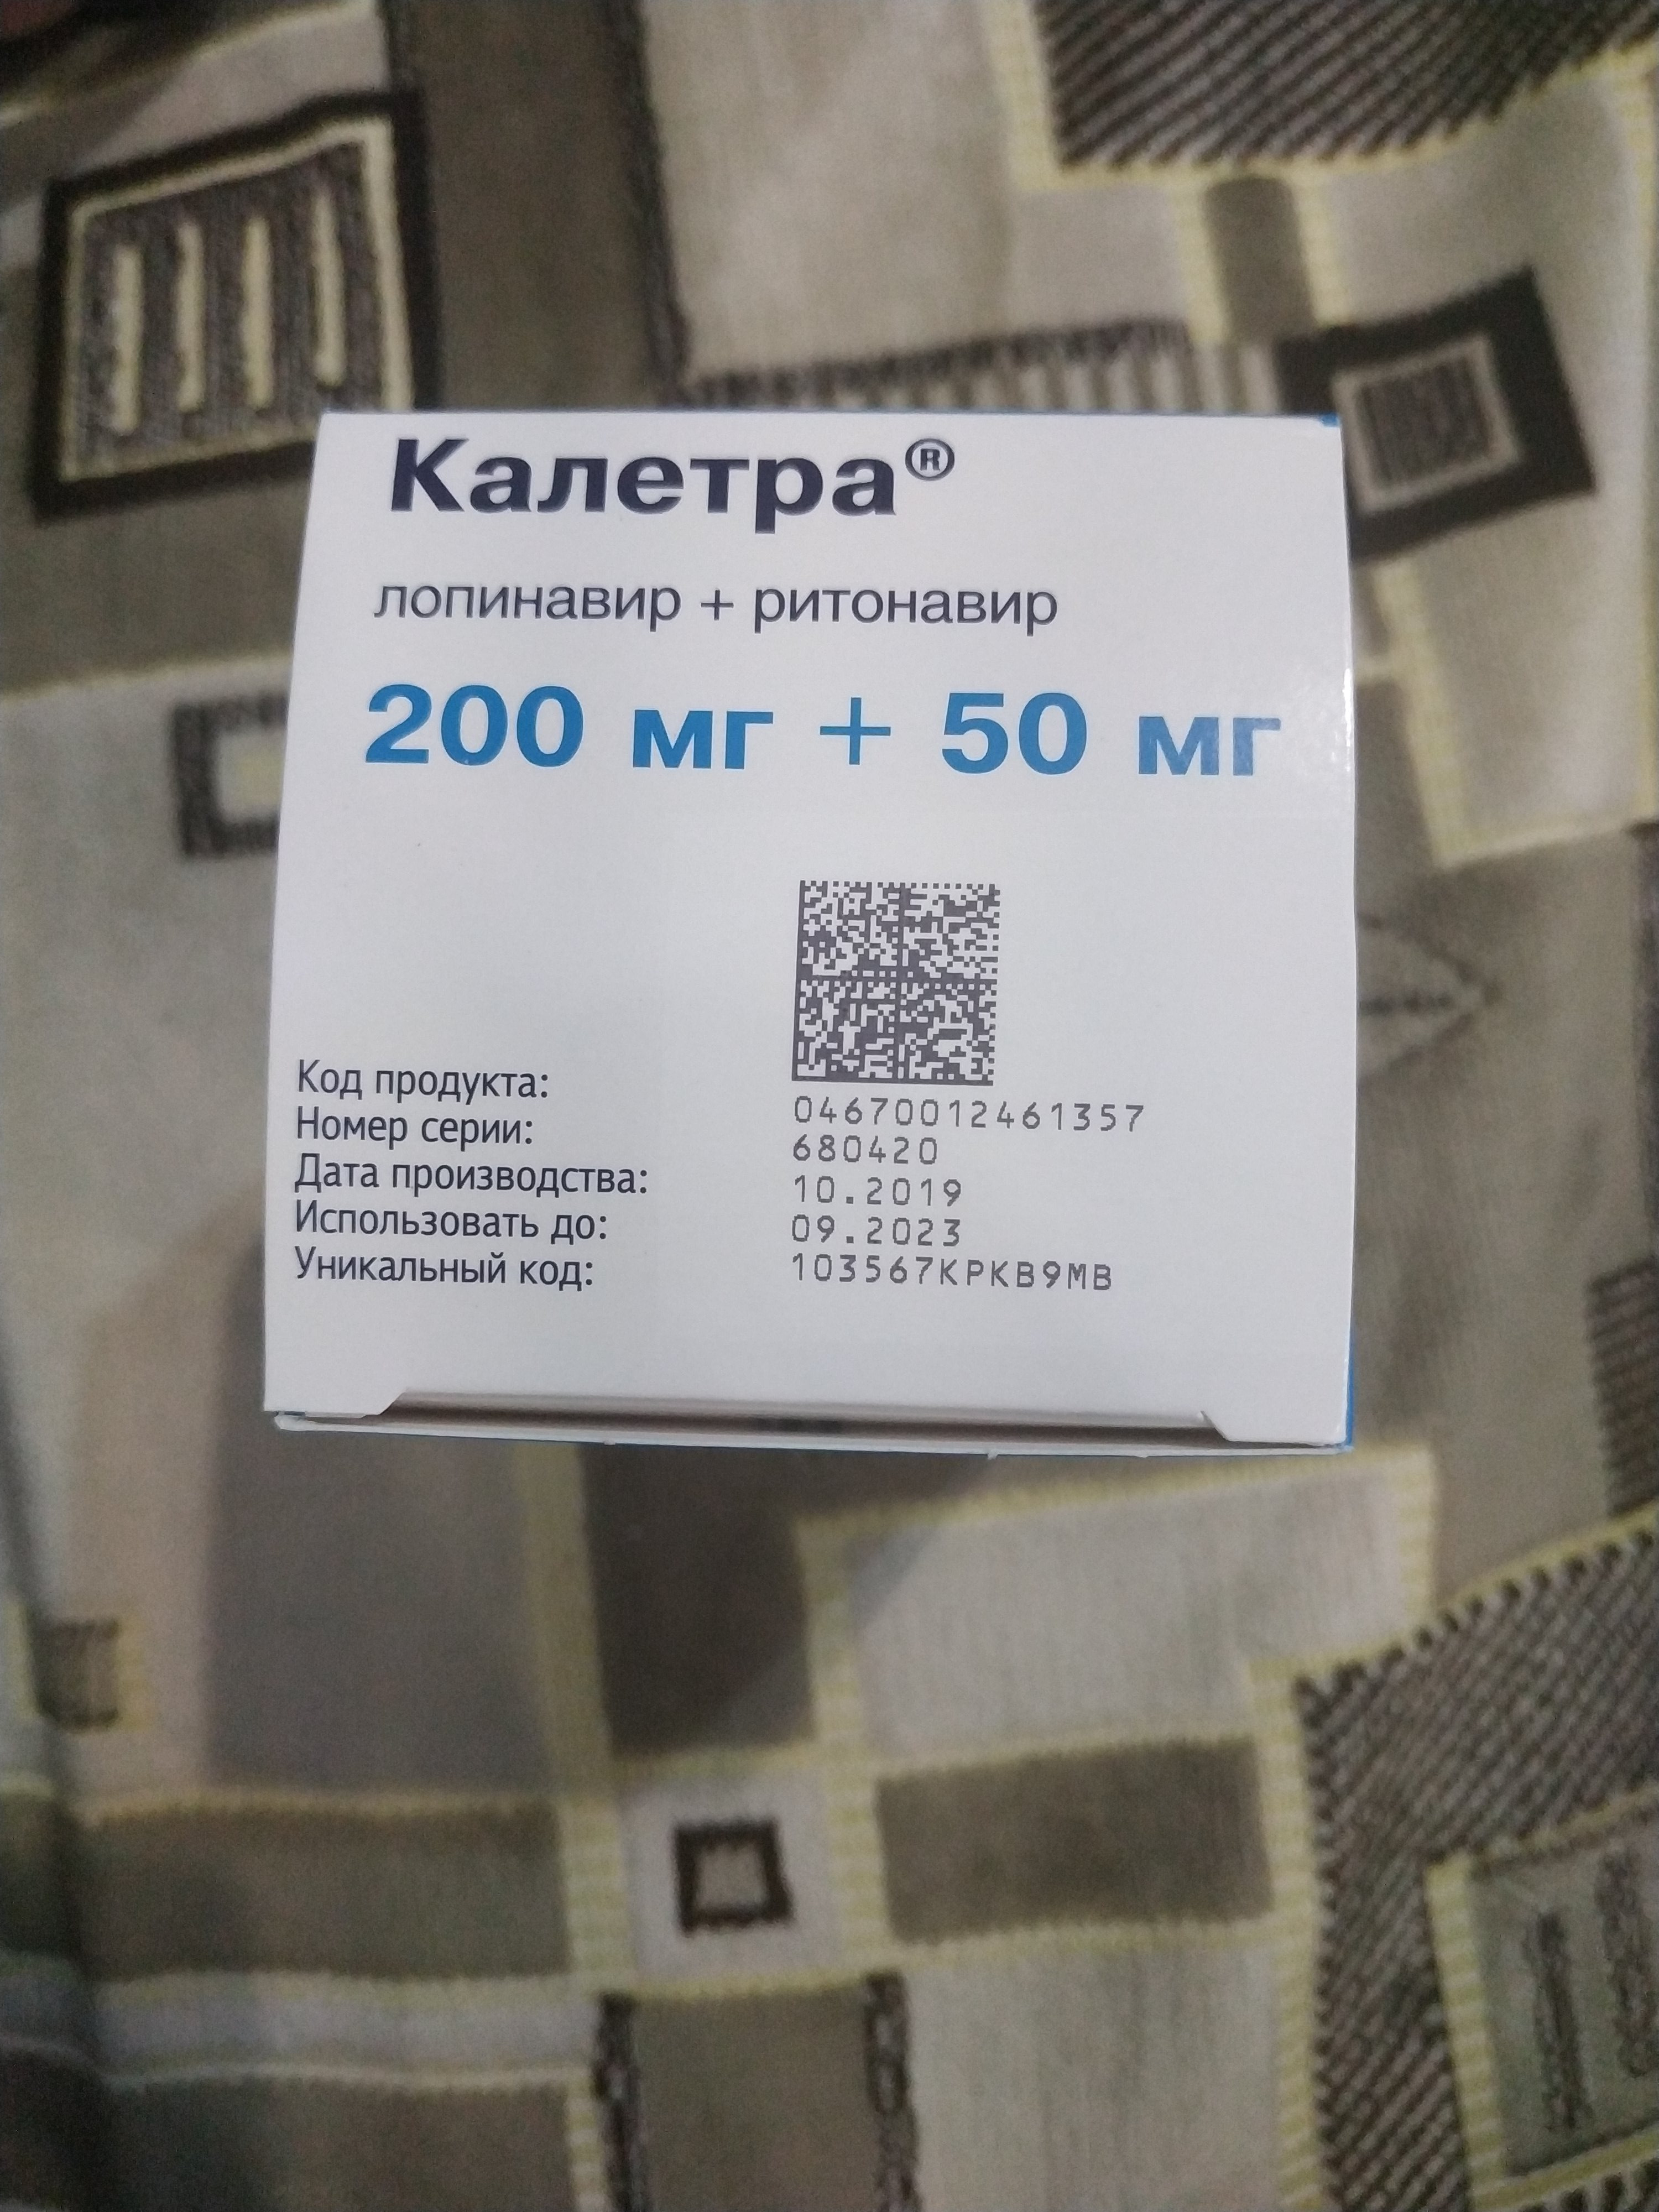 Калетра®
лопинавир + ритонавир
200 мг + 50 мг
Код продукта: 04670012461357
Номер серии: 680420
Дата производства: 10.2019
Использовать до: 09.2023
Уникальный код: 103567KPKB9MB